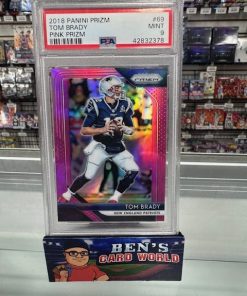 2018 PANINI PRIZM #69
TOM BRADY MINT
PINK PRIZM 9
PSA 42832378
PRIZM
TOM BRADY
NEW ENGLAND PATRIOTS
BEN'S
CARD WORLD